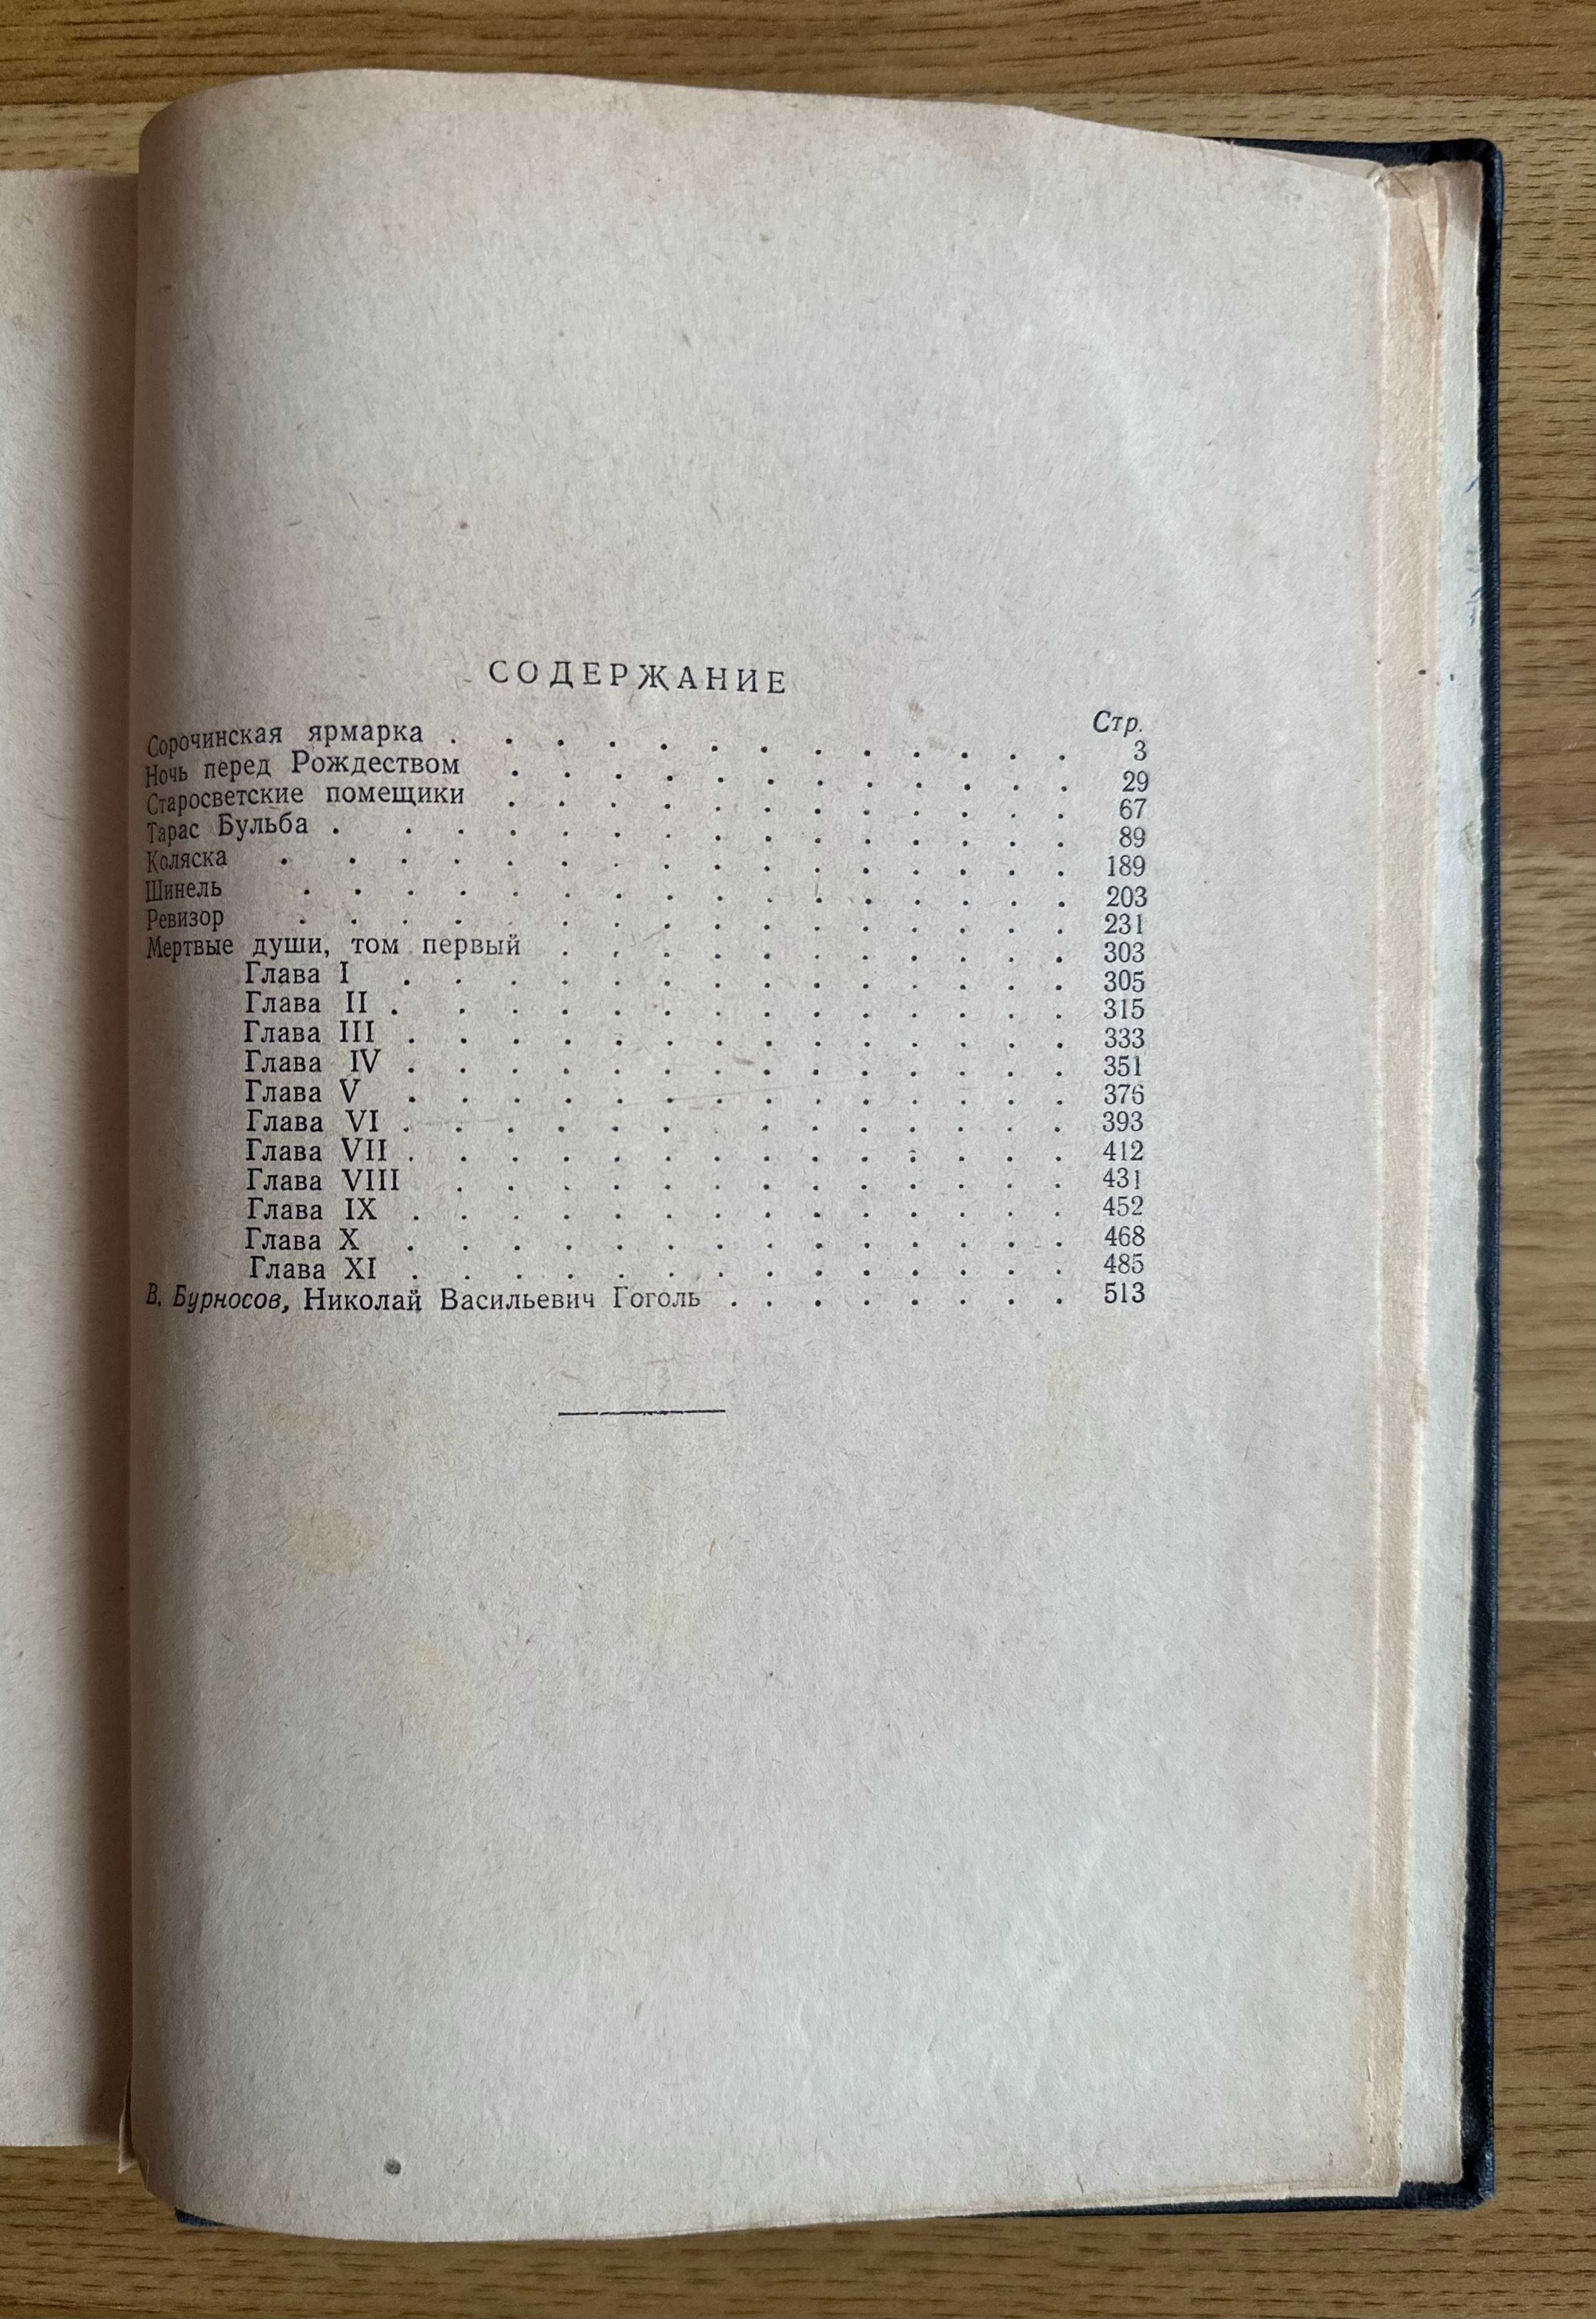 СОДЕРЖАНИЕ
Стр.
Сорочинская ярмарка . . . . . . . . . . . . . 3
Ночь перед Рождеством . . . . . . . . . . . . 29
Старосветские помещики . . . . . . . . . . . . 67
Тарас Бульба . . . . . . . . . . . . . . . 89
Коляска . . . . . . . . . . . . . . . . 189
Шинель . . . . . . . . . . . . . . . . 203
Ревизор . . . . . . . . . . . . . . . . 231
Мертвые души, том первый . . . . . . . . . . . 303
Глава I . . . . . . . . . . . . . . 305
Глава II . . . . . . . . . . . . . . 315
Глава III . . . . . . . . . . . . . . 333
Глава IV . . . . . . . . . . . . . . 351
Глава V . . . . . . . . . . . . . . 376
Глава VI . . . . . . . . . . . . . . 393
Глава VII . . . . . . . . . . . . . . 412
Глава VIII . . . . . . . . . . . . . 431
Глава IX . . . . . . . . . . . . . . 452
Глава X . . . . . . . . . . . . . . 468
Глава XI . . . . . . . . . . . . . . 485
В. Бурносов, Николай Васильевич Гоголь . . . . . . . . 513